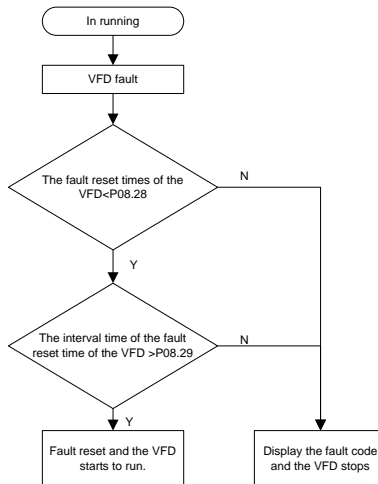 In running
VFD fault
The fault reset times of the
VFD<P08.28
N
Y
The interval time of the fault
reset time of the VFD >P08.29
N
Y
Fault reset and the VFD
starts to run.
Display the fault code
and the VFD stops